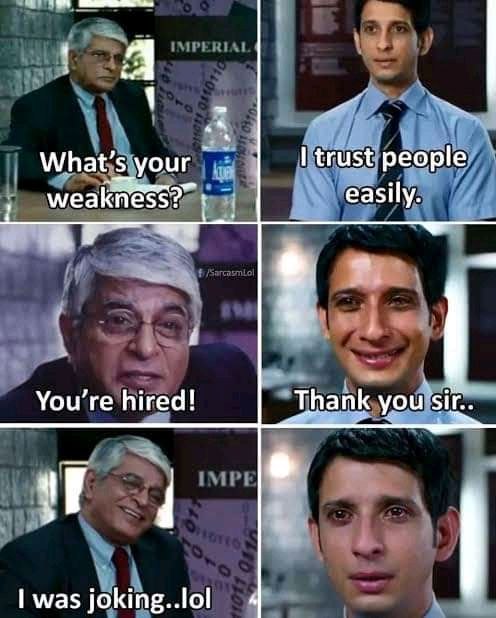 IMPERIAL
What's your
weakness?
I trust people
easily.
/SarcasmLol
You're hired!
Thank you sir..
IMPE
I was joking..lol